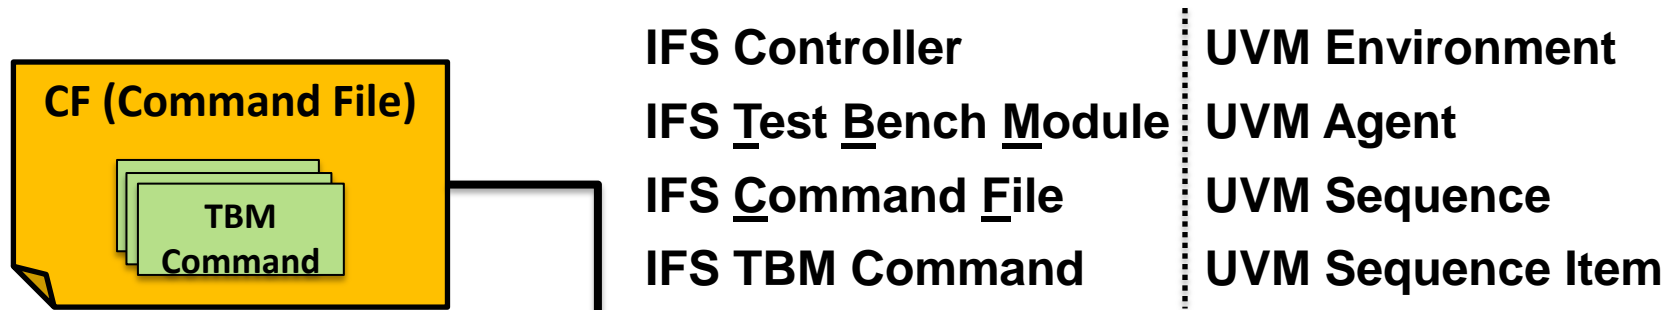 CF (Command File)
TBM
Command
IFS Controller
UVM Environment
IFS Test Bench Module
UVM Agent
IFS Command File
UVM Sequence
IFS TBM Command
UVM Sequence Item